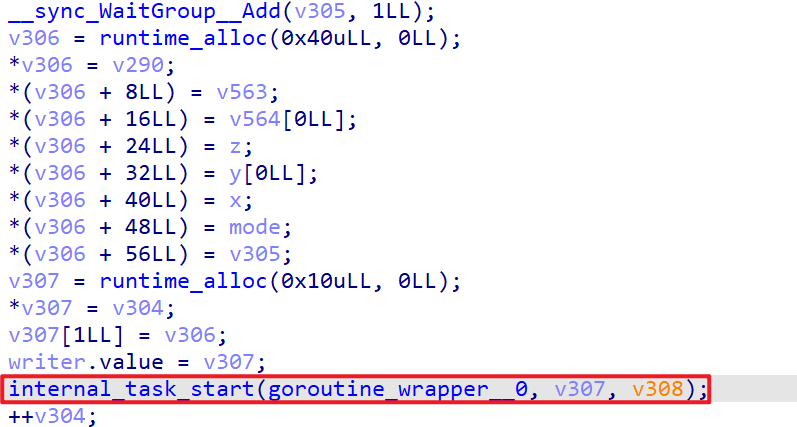 __sync_WaitGroup__Add(v305, 1LL);
v306 = runtime_alloc(0x40uLL, 0LL);
*v306 = v290;
*(v306 + 8LL) = v563;
*(v306 + 16LL) = v564[0LL];
*(v306 + 24LL) = z;
*(v306 + 32LL) = y[0LL];
*(v306 + 40LL) = x;
*(v306 + 48LL) = mode;
*(v306 + 56LL) = v305;
v307 = runtime_alloc(0x10uLL, 0LL);
*v307 = v304;
v307[1LL] = v306;
writer.value = v307;
internal_task_start(goroutine_wrapper__0, v307, v308);
++v304;